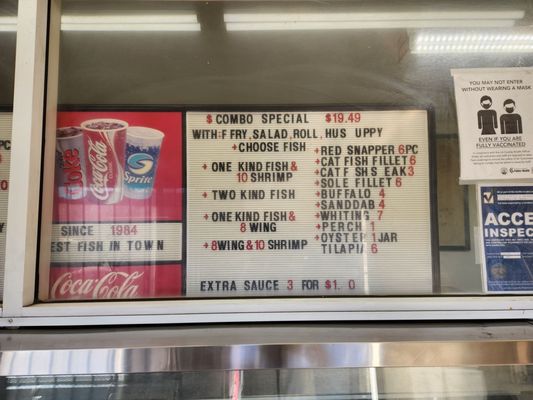 $ COMBO SPECIAL $19.49
WITH: FRY, SALAD, ROLL, HUS UPPY
+ CHOOSE FISH
+ ONE KIND FISH &
10 SHRIMP
+ TWO KIND FISH
+ ONE KIND FISH &
8 WING
+ 8WING & 10 SHRIMP
+ RED SNAPPER 6PC
+ CAT FISH FILLET 6
+ CATF SH S EAK 3
+ SOLE FILLET 6
+ BUFFALO 4
+ SANDDAB 4
+ WHITING 7
+ PERCH 1
+ OYSTER 1JAR
TILAPIA 6
EXTRA SAUCE 3 FOR $1. 0
Coke
Coca-Cola
Sprite
SINCE 1984
EST FISH IN TOWN
Coca-Cola
YOU MAY NOT ENTER
WITHOUT WEARING A MASK
EVEN IF YOU ARE
FULLY VACCINATED
ACCE
INSPEC